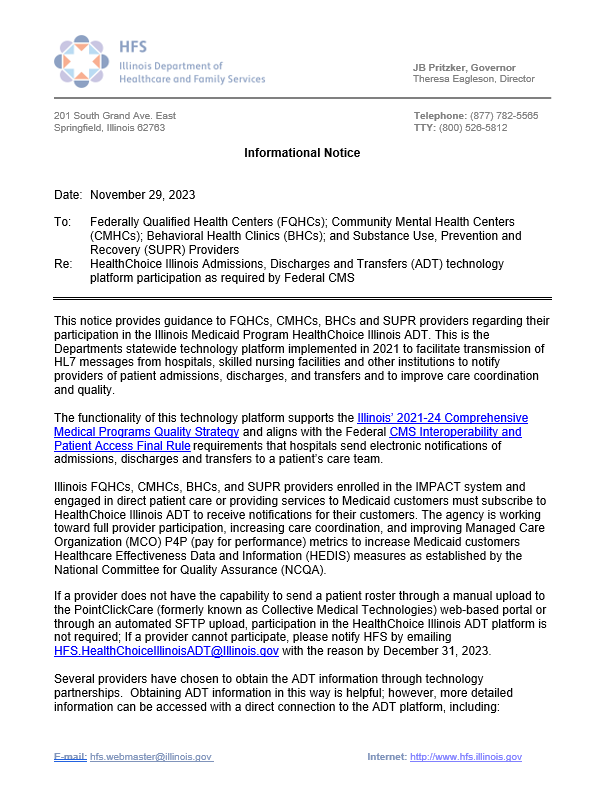 HFS
Illinois Department of
Healthcare and Family Services
JB Pritzker, Governor
Theresa Eagleson, Director
201 South Grand Ave. East
Springfield, Illinois 62763
Telephone: (877) 782-5565
TTY: (800) 526-5812
Informational Notice
Date: November 29, 2023
To: Federally Qualified Health Centers (FQHCs); Community Mental Health Centers
(CMHCs); Behavioral Health Clinics (BHCs); and Substance Use, Prevention and
Recovery (SUPR) Providers
Re: HealthChoice Illinois Admissions, Discharges and Transfers (ADT) technology
platform participation as required by Federal CMS
This notice provides guidance to FQHCs, CMHCs, BHCs and SUPR providers regarding their
participation in the Illinois Medicaid Program HealthChoice Illinois ADT. This is the
Departments statewide technology platform implemented in 2021 to facilitate transmission of
HL7 messages from hospitals, skilled nursing facilities and other institutions to notify
providers of patient admissions, discharges, and transfers and to improve care coordination
and quality.
The functionality of this technology platform supports the Illinois' 2021-24 Comprehensive
Medical Programs Quality Strategy and aligns with the Federal CMS Interoperability and
Patient Access Final Rule requirements that hospitals send electronic notifications of
admissions, discharges and transfers to a patient's care team.
Illinois FQHCs, CMHCs, BHCs, and SUPR providers enrolled in the IMPACT system and
engaged in direct patient care or providing services to Medicaid customers must subscribe to
HealthChoice Illinois ADT to receive notifications for their customers. The agency is working
toward full provider participation, increasing care coordination, and improving Managed Care
Organization (MCO) P4P (pay for performance) metrics to increase Medicaid customers
Healthcare Effectiveness Data and Information (HEDIS) measures as established by the
National Committee for Quality Assurance (NCQA).
If a provider does not have the capability to send a patient roster through a manual upload to
the PointClickCare (formerly known as Collective Medical Technologies) web-based portal or
through an automated SFTP upload, participation in the HealthChoice Illinois ADT platform is
not required; If a provider cannot participate, please notify HFS by emailing
HFS.HealthChoiceIllinoisADT@Illinois.gov with the reason by December 31, 2023.
Several providers have chosen to obtain the ADT information through technology
partnerships. Obtaining ADT information in this way is helpful; however, more detailed
information can be accessed with a direct connection to the ADT platform, including:
E-mail: hfs.webmaster@illinois.gov
Internet: http://www.hfs.illinois.gov